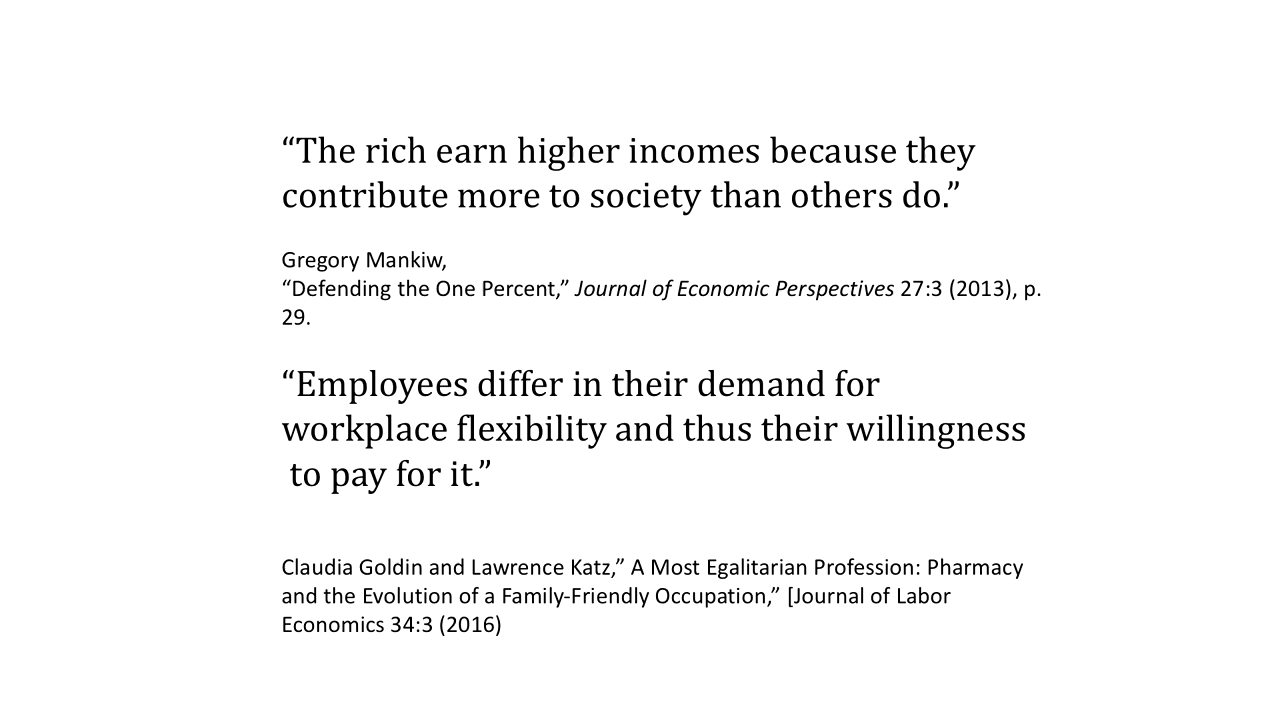 “The rich earn higher incomes because they
contribute more to society than others do.”
Gregory Mankiw,
“Defending the One Percent,” Journal of Economic Perspectives 27:3 (2013), p.
29.
“Employees differ in their demand for
workplace flexibility and thus their willingness
to pay for it.”
Claudia Goldin and Lawrence Katz,” A Most Egalitarian Profession: Pharmacy
and the Evolution of a Family-Friendly Occupation,” [Journal of Labor
Economics 34:3 (2016)